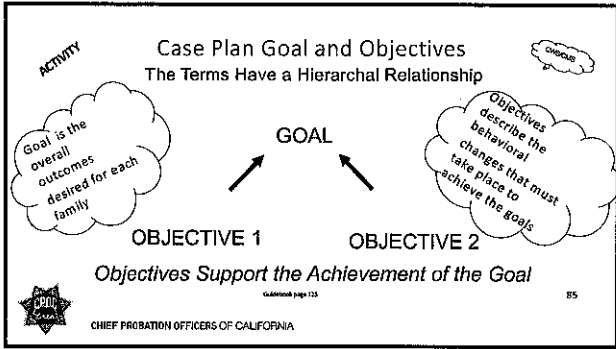 ACTIVITY
Case Plan Goal and Objectives
The Terms Have a Hierarchal Relationship
Goal is the
overall
outcomes
desired for each
family
GOAL
Objectives
describe the
behavioral
changes that must
take place to
achieve the goals
OBJECTIVE 1
OBJECTIVE 2
Objectives Support the Achievement of the Goal
Guidebook page 125
85
CPOC
CHIEF PROBATION OFFICERS OF CALIFORNIA